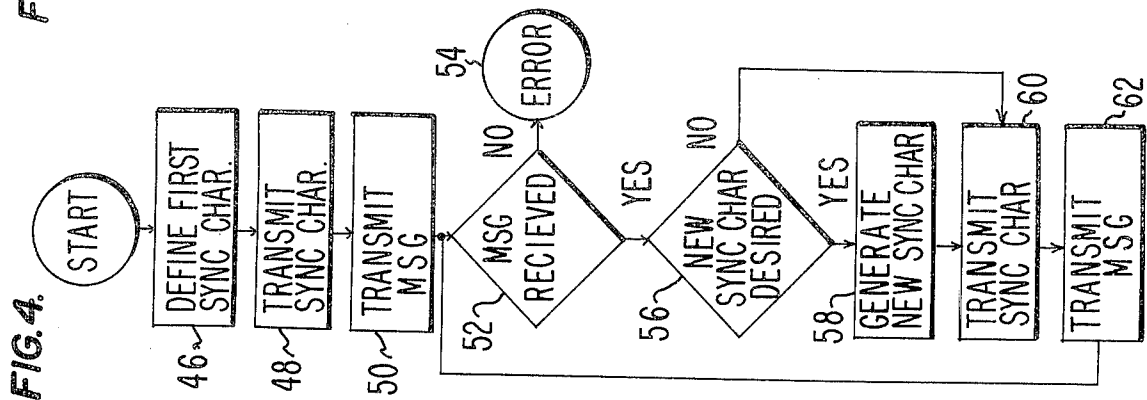 F
FIG.4.
START
46
DEFINE FIRST
SYNC CHAR.
48
TRANSMIT
SYNC CHAR.
50
TRANSMIT
MSG
52
MSG
RECIEVED
NO
54
ERROR
YES
56
NEW
SYNC CHAR
DESIRED
NO
YES
58
GENERATE
NEW SYNC CHAR
60
TRANSMIT
SYNC CHAR
62
TRANSMIT
MSG